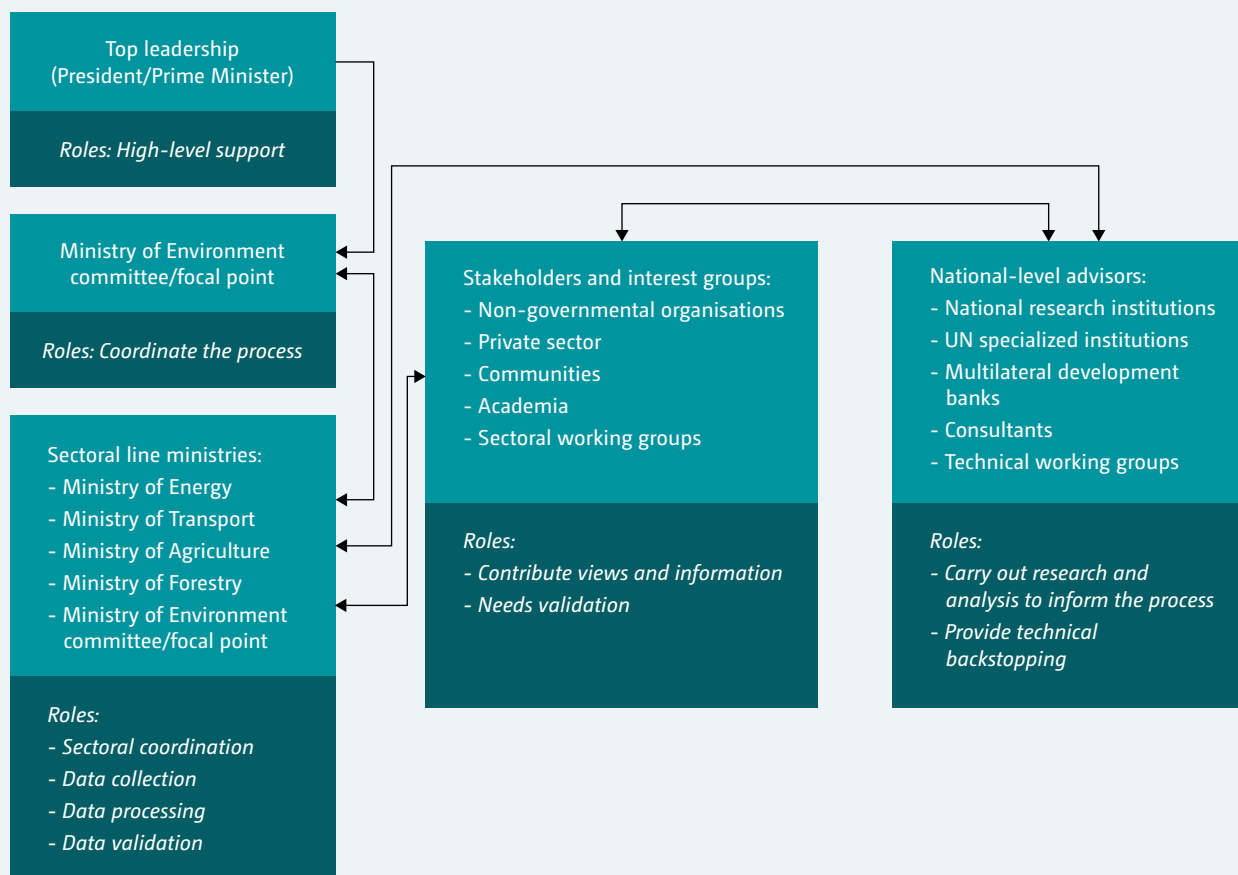 Top leadership
(President/Prime Minister)
Roles: High-level support
Ministry of Environment
committee/focal point
Roles: Coordinate the process
Sectoral line ministries:
- Ministry of Energy
- Ministry of Transport
- Ministry of Agriculture
- Ministry of Forestry
- Ministry of Environment
committee/focal point
Roles:
- Sectoral coordination
- Data collection
- Data processing
- Data validation
Stakeholders and interest groups:
- Non-governmental organisations
- Private sector
- Communities
- Academia
- Sectoral working groups
Roles:
- Contribute views and information
- Needs validation
National-level advisors:
- National research institutions
- UN specialized institutions
- Multilateral development
banks
- Consultants
- Technical working groups
Roles:
- Carry out research and
analysis to inform the process
- Provide technical
backstopping